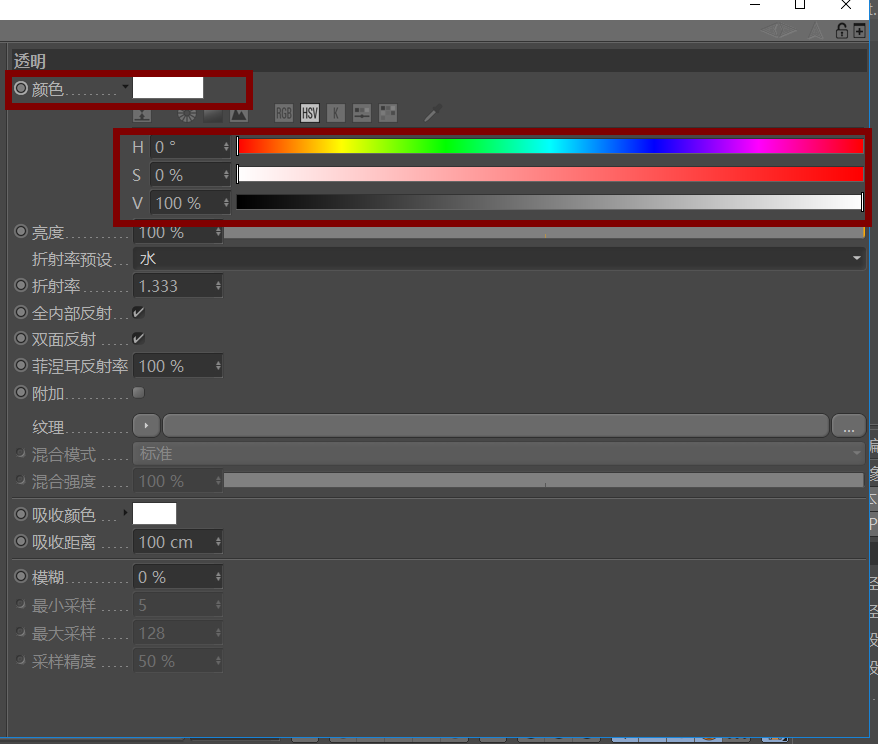 透明
颜色
RGB HSV K
H 0 °
S 0 %
V 100 %
亮度 100 %
折射率预设 水
折射率 1.333
全内部反射
双面反射
菲涅耳反射率 100 %
附加
纹理 ...
混合模式 标准
混合强度 100 %
吸收颜色
吸收距离 100 cm
模糊 0 %
最小采样 5
最大采样 128
采样精度 50 %